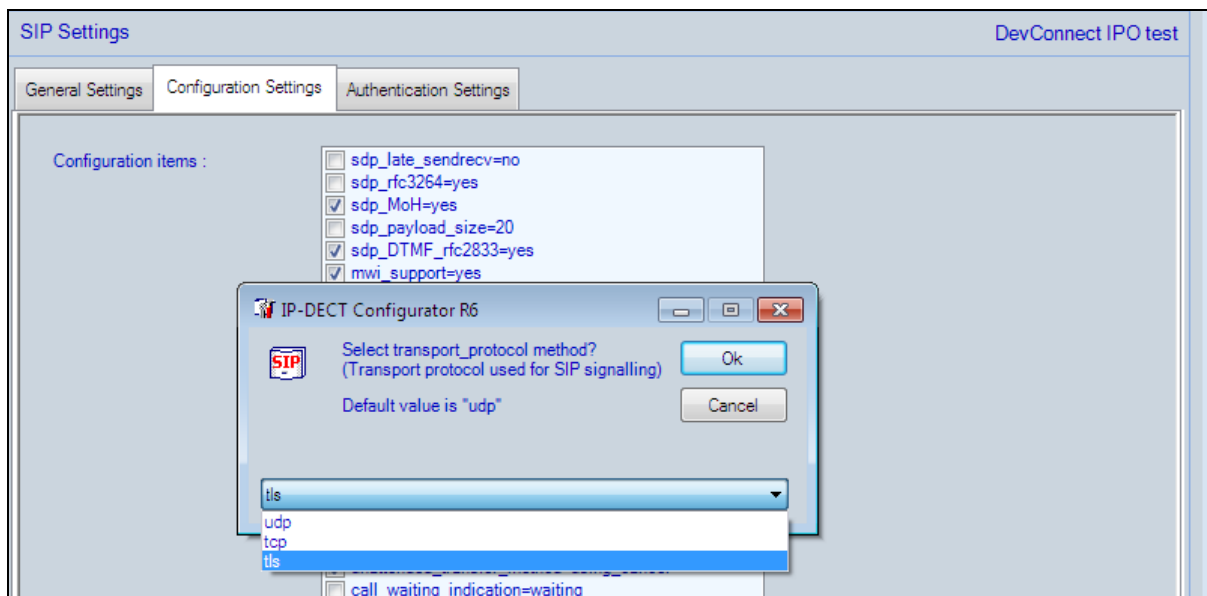 SIP Settings
DevConnect IPO test
General Settings
Configuration Settings
Authentication Settings
Configuration items :
sdp_late_sendrecv=no
sdp_rfc3264=yes
sdp_MoH=yes
sdp_payload_size=20
sdp_DTMF_rfc2833=yes
mwi_support=yes
IP-DECT Configurator R6
SIP
Select transport_protocol method?
(Transport protocol used for SIP signalling)
Ok
Default value is "udp"
Cancel
tls
udp
tcp
tls
call_waiting_indication=waiting